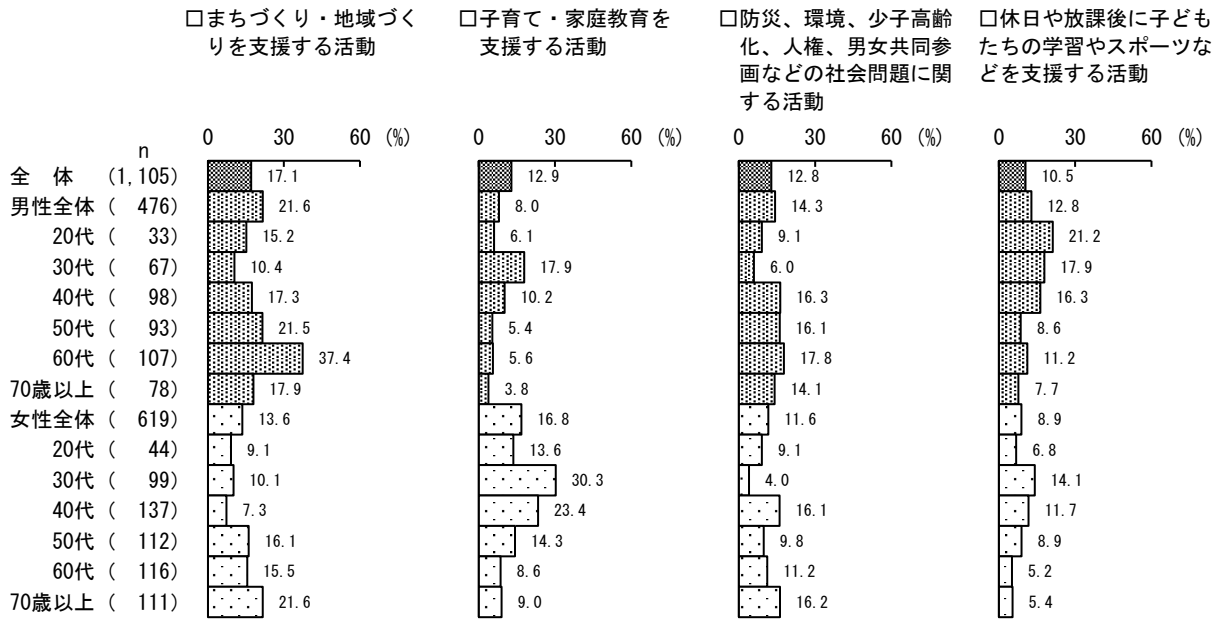 □まちづくり・地域づく
りを支援する活動
□子育て・家庭教育を
支援する活動
□防災、環境、少子高齢
化、人権、男女共同参
画などの社会問題に関
する活動
□休日や放課後に子ども
たちの学習やスポーツな
どを支援する活動
0 30 60 (%) 0 30 60 (%) 0 30 60 (%) 0 30 60 (%)
n
全 体 (1,105) 17.1 12.9 12.8 10.5
男性全体 ( 476) 21.6 8.0 14.3 12.8
20代 ( 33) 15.2 6.1 9.1 21.2
30代 ( 67) 10.4 17.9 6.0 17.9
40代 ( 98) 17.3 10.2 16.3 16.3
50代 ( 93) 21.5 5.4 16.1 8.6
60代 ( 107) 37.4 5.6 17.8 11.2
70歳以上 ( 78) 17.9 3.8 14.1 7.7
女性全体 ( 619) 13.6 16.8 11.6 8.9
20代 ( 44) 9.1 13.6 9.1 6.8
30代 ( 99) 10.1 30.3 4.0 14.1
40代 ( 137) 7.3 23.4 16.1 11.7
50代 ( 112) 16.1 14.3 9.8 8.9
60代 ( 116) 15.5 8.6 11.2 5.2
70歳以上 ( 111) 21.6 9.0 16.2 5.4